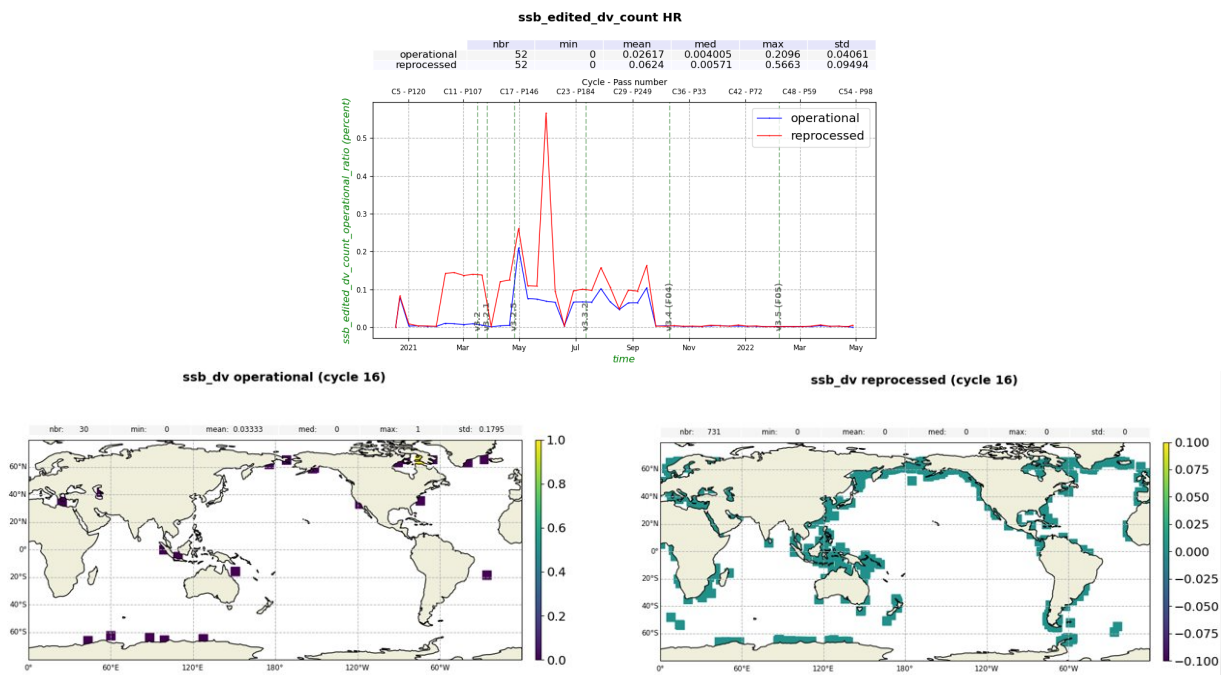 ssb_edited_dv_count HR
nbr min mean med max std
operational 52 0 0.02617 0.004005 0.2096 0.04061
reprocessed 52 0 0.0624 0.00571 0.5663 0.09494
Cycle - Pass number
C5 - P120 C11 - P107 C17 - P146 C23 - P184 C29 - P249 C36 - P33 C42 - P72 C48 - P59 C54 - P98
ssb_edited_dv_count_operational_ratio (percent)
operational
reprocessed
0.5
0.4
0.3
0.2
0.1
0.0
v3.3.2
v3.4 (F04)
v3.5 (F05)
2021 Mar May Jul Sep Nov 2022 Mar May
time
ssb_dv operational (cycle 16)
nbr: 30 min: 0 mean: 0.03333 med: 0 max: 1 std: 0.1795
60°N
40°N
20°N
0°
20°S
40°S
60°S
0° 60°E 120°E 180° 120°W 60°W
1.0
0.8
0.6
0.4
0.2
0.0
ssb_dv reprocessed (cycle 16)
nbr: 731 min: 0 mean: 0 med: 0 max: 0 std: 0
60°N
40°N
20°N
0°
20°S
40°S
60°S
0° 60°E 120°E 180° 120°W 60°W
0.100
0.075
0.050
0.025
0.000
−0.025
−0.050
−0.075
−0.100